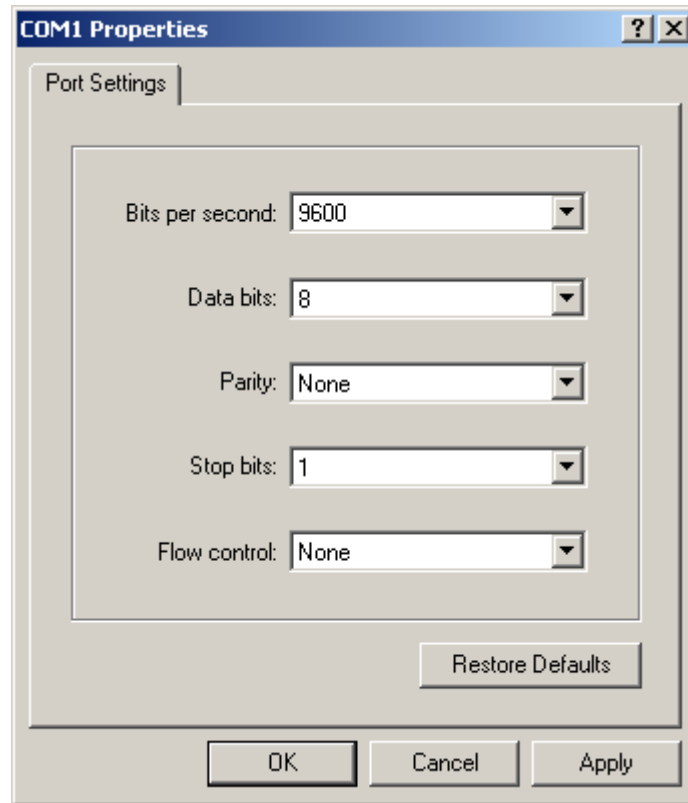 COM1 Properties
Port Settings
Bits per second: 9600
Data bits: 8
Parity: None
Stop bits: 1
Flow control: None
Restore Defaults
OK Cancel Apply